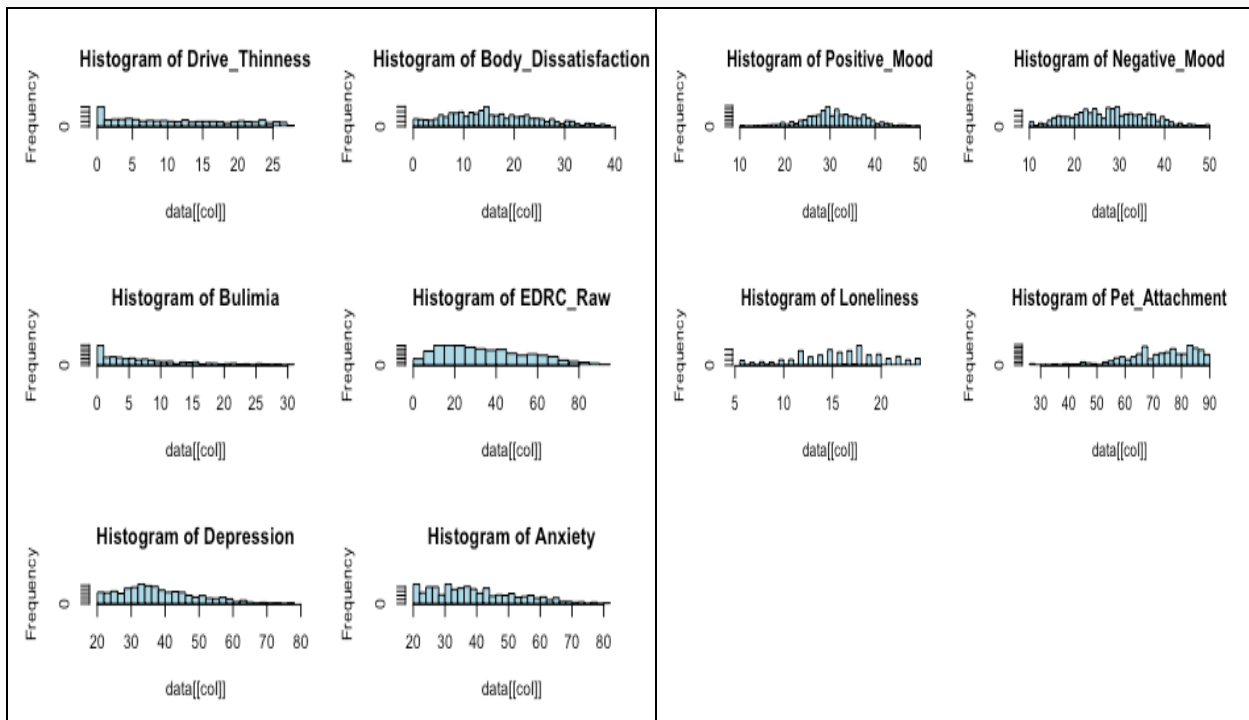 Histogram of Drive_Thinness
Frequency
0
0 5 10 15 20 25
data[[col]]
Histogram of Body_Dissatisfaction
Frequency
0
0 10 20 30 40
data[[col]]
Histogram of Bulimia
Frequency
0
0 5 10 15 20 25 30
data[[col]]
Histogram of EDRC_Raw
Frequency
0
0 20 40 60 80
data[[col]]
Histogram of Depression
Frequency
0
20 30 40 50 60 70 80
data[[col]]
Histogram of Anxiety
Frequency
0
20 30 40 50 60 70 80
data[[col]]
Histogram of Positive_Mood
Frequency
0
10 20 30 40 50
data[[col]]
Histogram of Negative_Mood
Frequency
0
10 20 30 40 50
data[[col]]
Histogram of Loneliness
Frequency
0
5 10 15 20
data[[col]]
Histogram of Pet_Attachment
Frequency
0
30 40 50 60 70 80 90
data[[col]]